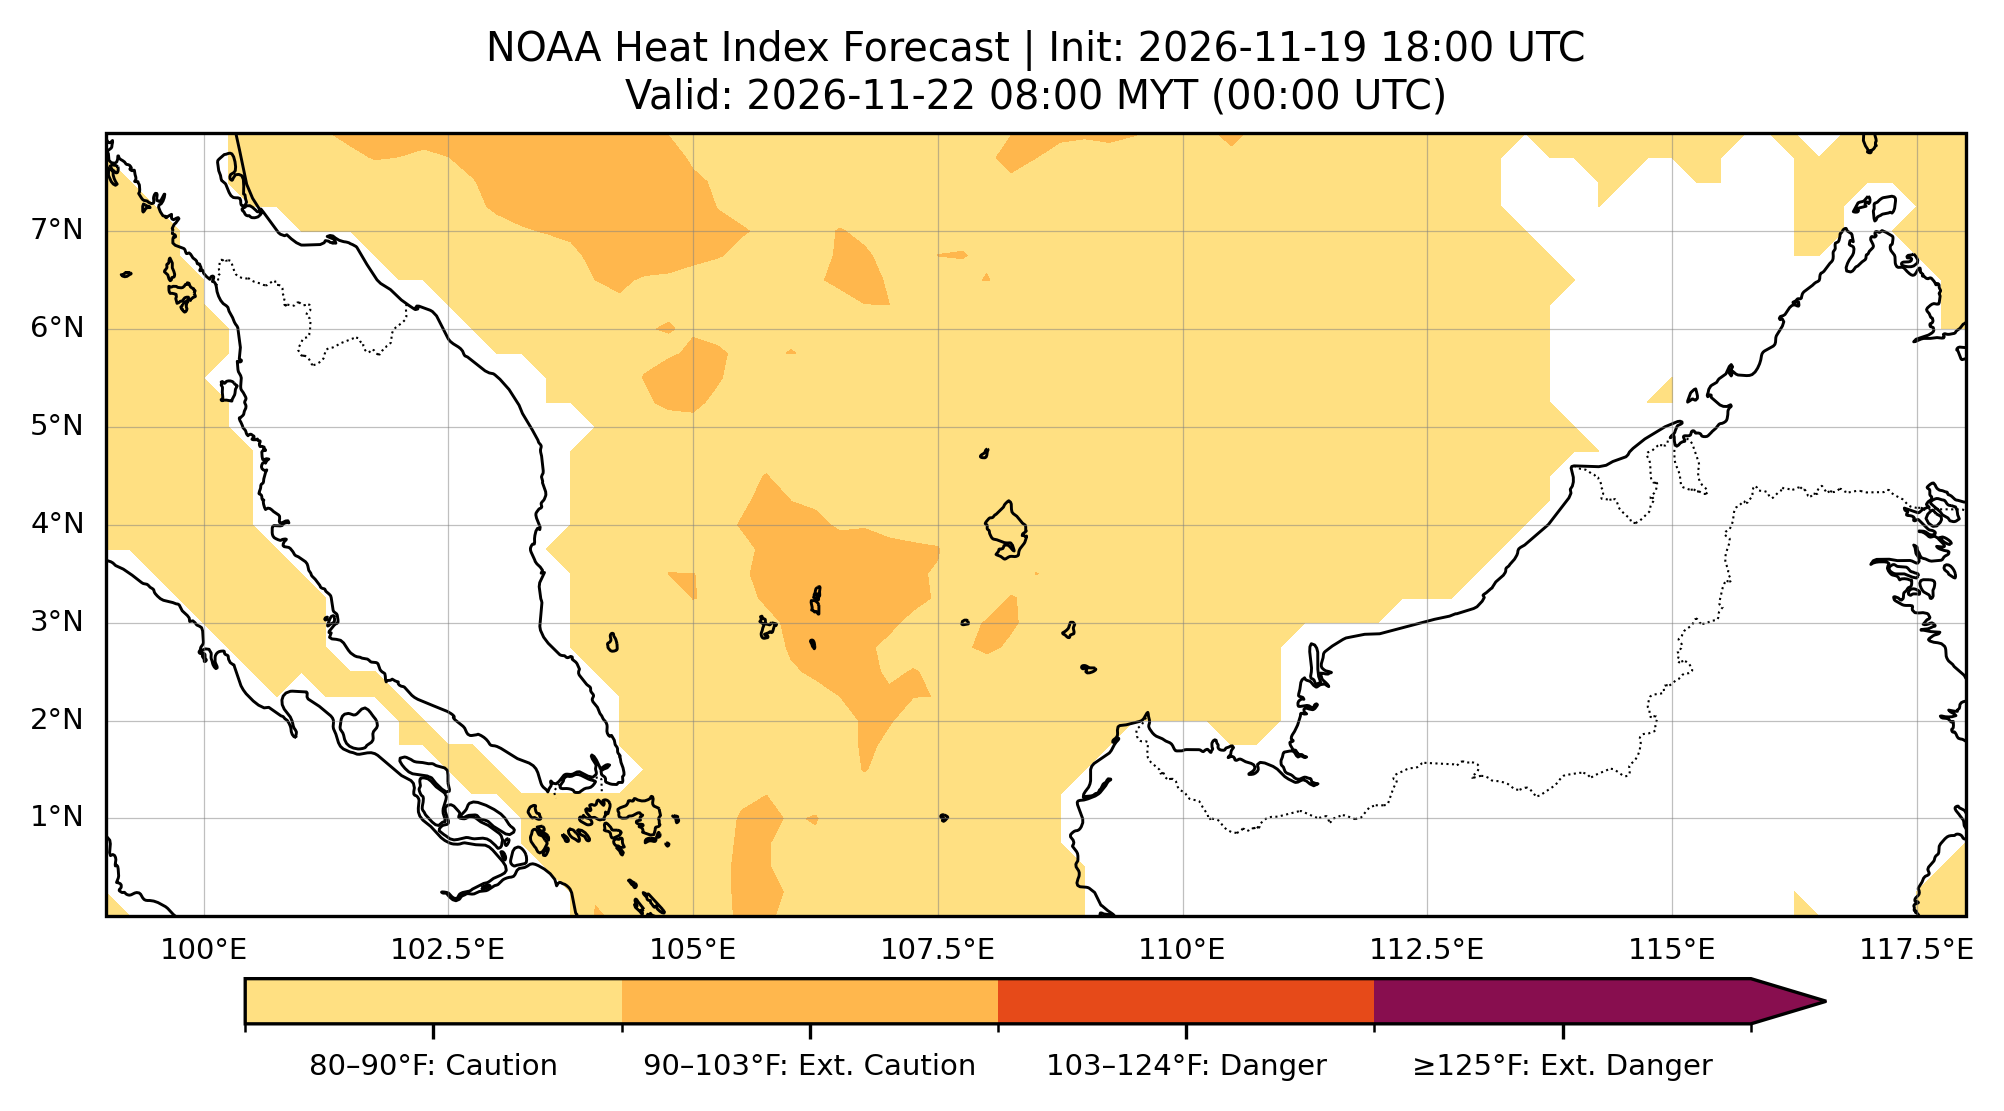 NOAA Heat Index Forecast | Init: 2026-11-19 18:00 UTC
Valid: 2026-11-22 08:00 MYT (00:00 UTC)
7°N
6°N
5°N
4°N
3°N
2°N
1°N
100°E
102.5°E
105°E
107.5°E
110°E
112.5°E
115°E
117.5°E
80–90°F: Caution
90–103°F: Ext. Caution
103–124°F: Danger
≥125°F: Ext. Danger